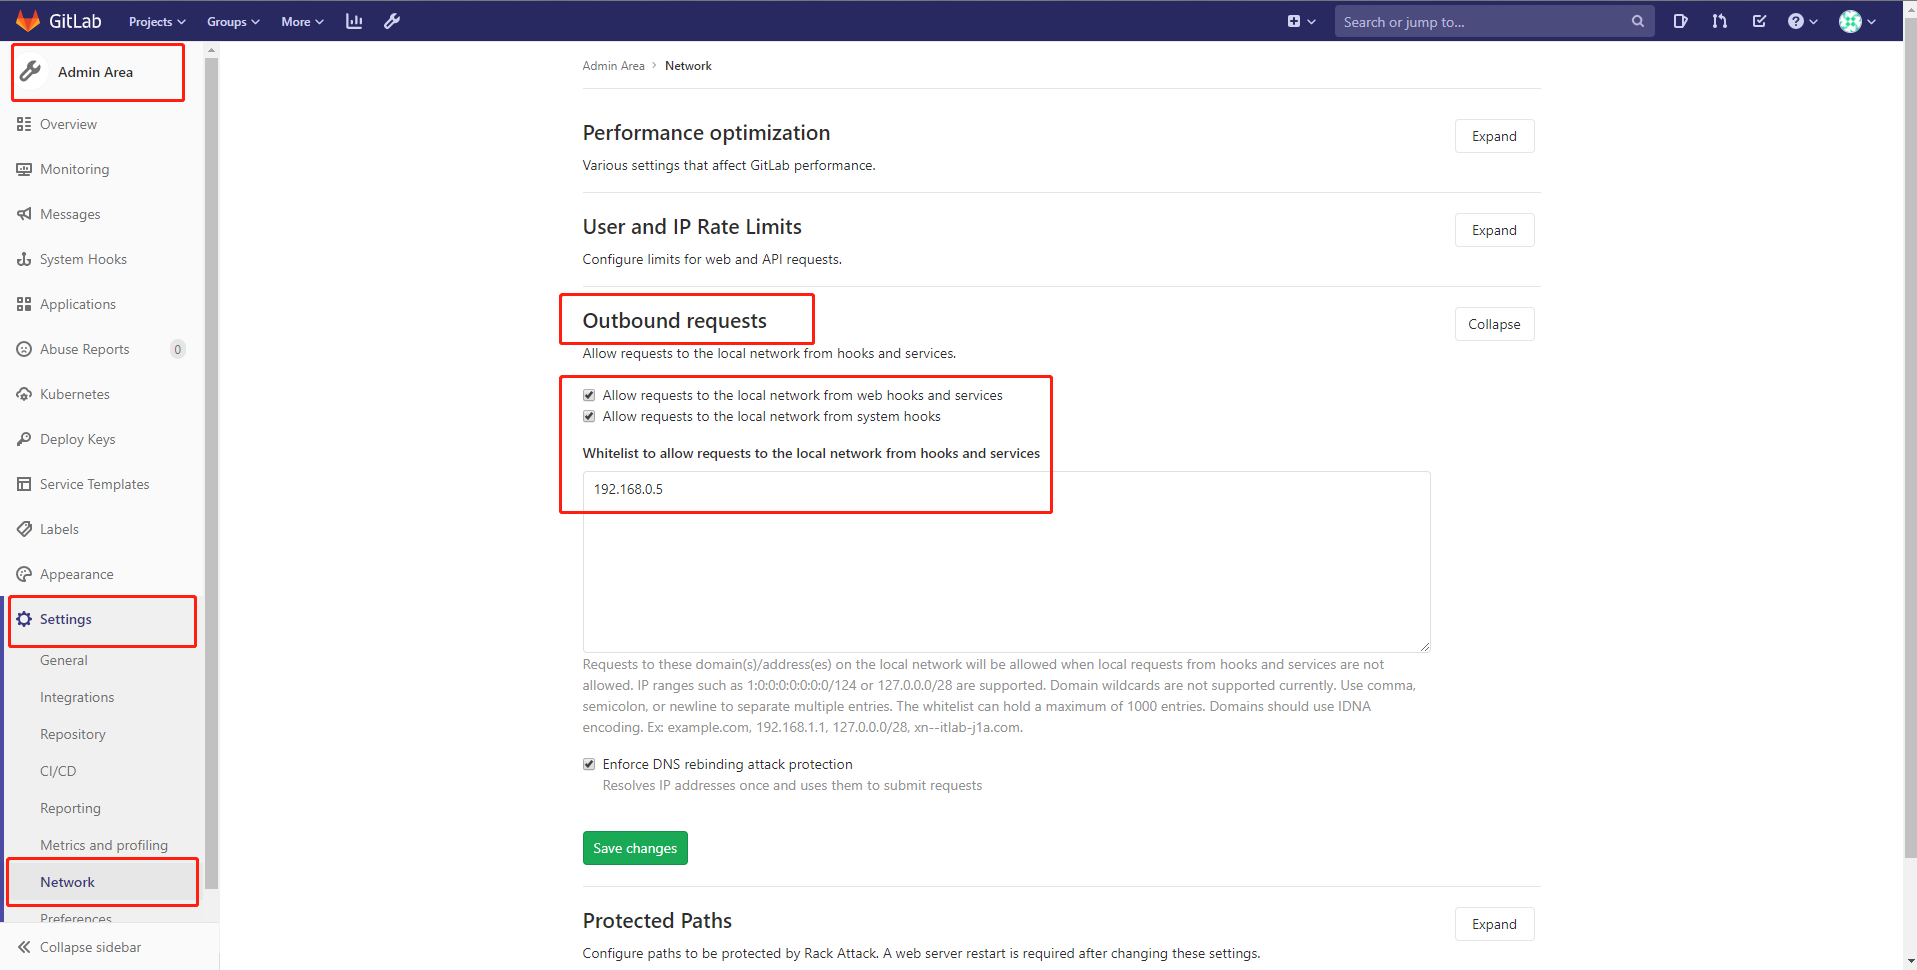 GitLab Projects Groups More Search or jump to...
Admin Area
Overview
Monitoring
Messages
System Hooks
Applications
Abuse Reports 0
Kubernetes
Deploy Keys
Service Templates
Labels
Appearance
Settings
General
Integrations
Repository
CI/CD
Reporting
Metrics and profiling
Network
Preferences
Collapse sidebar
Admin Area > Network
Performance optimization
Expand
Various settings that affect GitLab performance.
User and IP Rate Limits
Expand
Configure limits for web and API requests.
Outbound requests
Collapse
Allow requests to the local network from hooks and services.
Allow requests to the local network from web hooks and services
Allow requests to the local network from system hooks
Whitelist to allow requests to the local network from hooks and services
192.168.0.5
Requests to these domain(s)/address(es) on the local network will be allowed when local requests from hooks and services are not
allowed. IP ranges such as 1:0:0:0:0:0:0:0/124 or 127.0.0.0/28 are supported. Domain wildcards are not supported currently. Use comma,
semicolon, or newline to separate multiple entries. The whitelist can hold a maximum of 1000 entries. Domains should use IDNA
encoding. Ex: example.com, 192.168.1.1, 127.0.0.0/28, xn--itlab-j1a.com.
Enforce DNS rebinding attack protection
Resolves IP addresses once and uses them to submit requests
Save changes
Protected Paths
Expand
Configure paths to be protected by Rack Attack. A web server restart is required after changing these settings.